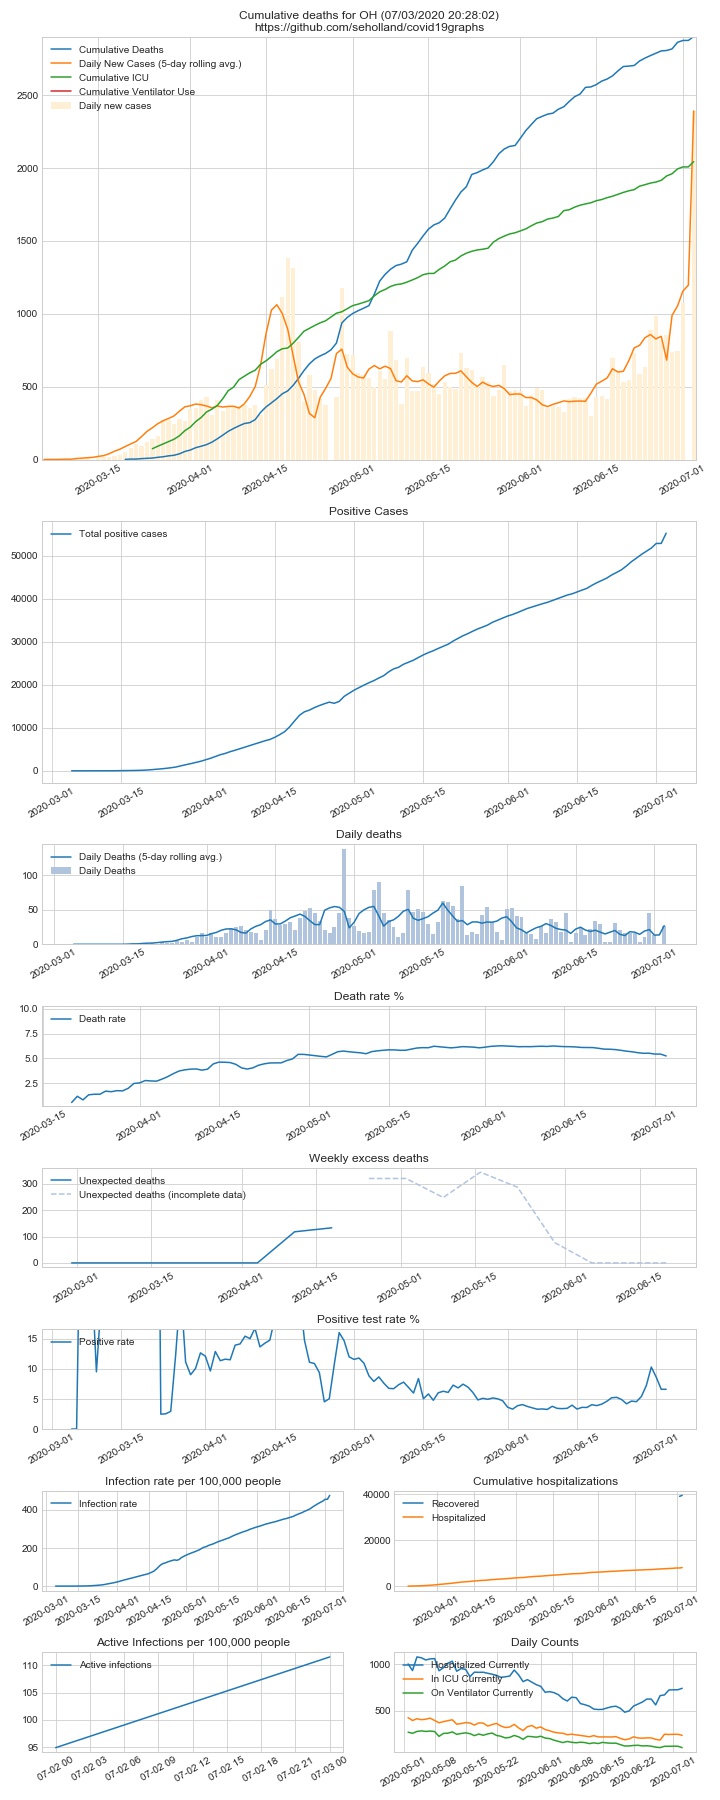 Cumulative deaths for OH (07/03/2020 20:28:02)
https://github.com/seholland/covid19graphs
Cumulative Deaths
Daily New Cases (5-day rolling avg.)
Cumulative ICU
Cumulative Ventilator Use
Daily new cases
2500
2000
1500
1000
500
0
2020-03-15 2020-04-01 2020-04-15 2020-05-01 2020-05-15 2020-06-01 2020-06-15 2020-07-01
Positive Cases
Total positive cases
50000
40000
30000
20000
10000
0
2020-03-01 2020-03-15 2020-04-01 2020-04-15 2020-05-01 2020-05-15 2020-06-01 2020-06-15 2020-07-01
Daily deaths
Daily Deaths (5-day rolling avg.)
Daily Deaths
100
50
0
2020-03-01 2020-03-15 2020-04-01 2020-04-15 2020-05-01 2020-05-15 2020-06-01 2020-06-15 2020-07-01
Death rate %
Death rate
10.0
7.5
5.0
2.5
2020-03-15 2020-04-01 2020-04-15 2020-05-01 2020-05-15 2020-06-01 2020-06-15 2020-07-01
Weekly excess deaths
Unexpected deaths
Unexpected deaths (incomplete data)
300
200
100
0
2020-03-01 2020-03-15 2020-04-01 2020-04-15 2020-05-01 2020-05-15 2020-06-01 2020-06-15
Positive test rate %
Positive rate
15
10
5
0
2020-03-01 2020-03-15 2020-04-01 2020-04-15 2020-05-01 2020-05-15 2020-06-01 2020-06-15 2020-07-01
Infection rate per 100,000 people
Infection rate
400
200
0
2020-03-01 2020-03-15 2020-04-01 2020-04-15 2020-05-01 2020-05-15 2020-06-01 2020-06-15 2020-07-01
Cumulative hospitalizations
Recovered
Hospitalized
40000
20000
0
2020-04-01 2020-04-15 2020-05-01 2020-05-15 2020-06-01 2020-06-15 2020-07-01
Active Infections per 100,000 people
Active infections
110
105
100
95
07-02 00 07-02 03 07-02 06 07-02 09 07-02 12 07-02 15 07-02 18 07-02 21 07-03 00
Daily Counts
Hospitalized Currently
In ICU Currently
On Ventilator Currently
1000
500
2020-05-01 2020-05-08 2020-05-15 2020-05-22 2020-06-01 2020-06-08 2020-06-15 2020-06-22 2020-07-01